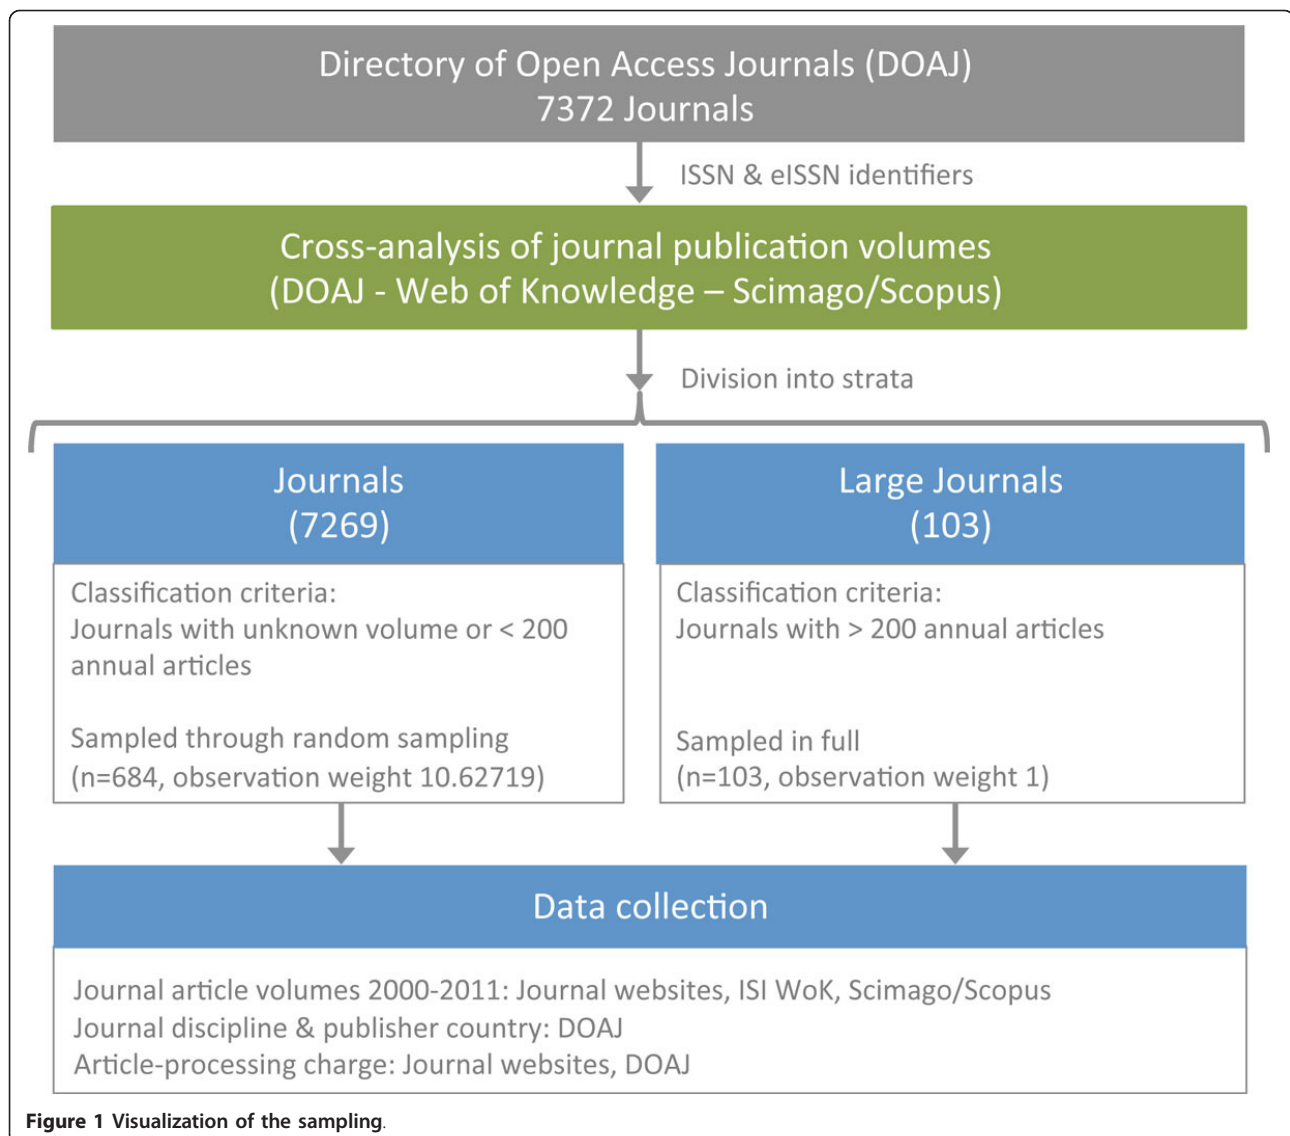 Directory of Open Access Journals (DOAJ)
7372 Journals
ISSN & eISSN identifiers
Cross-analysis of journal publication volumes
(DOAJ - Web of Knowledge – Scimago/Scopus)
Division into strata
Journals
(7269)
Classification criteria:
Journals with unknown volume or < 200
annual articles
Sampled through random sampling
(n=684, observation weight 10.62719)
Large Journals
(103)
Classification criteria:
Journals with > 200 annual articles
Sampled in full
(n=103, observation weight 1)
Data collection
Journal article volumes 2000-2011: Journal websites, ISI WoK, Scimago/Scopus
Journal discipline & publisher country: DOAJ
Article-processing charge: Journal websites, DOAJ
Figure 1 Visualization of the sampling.